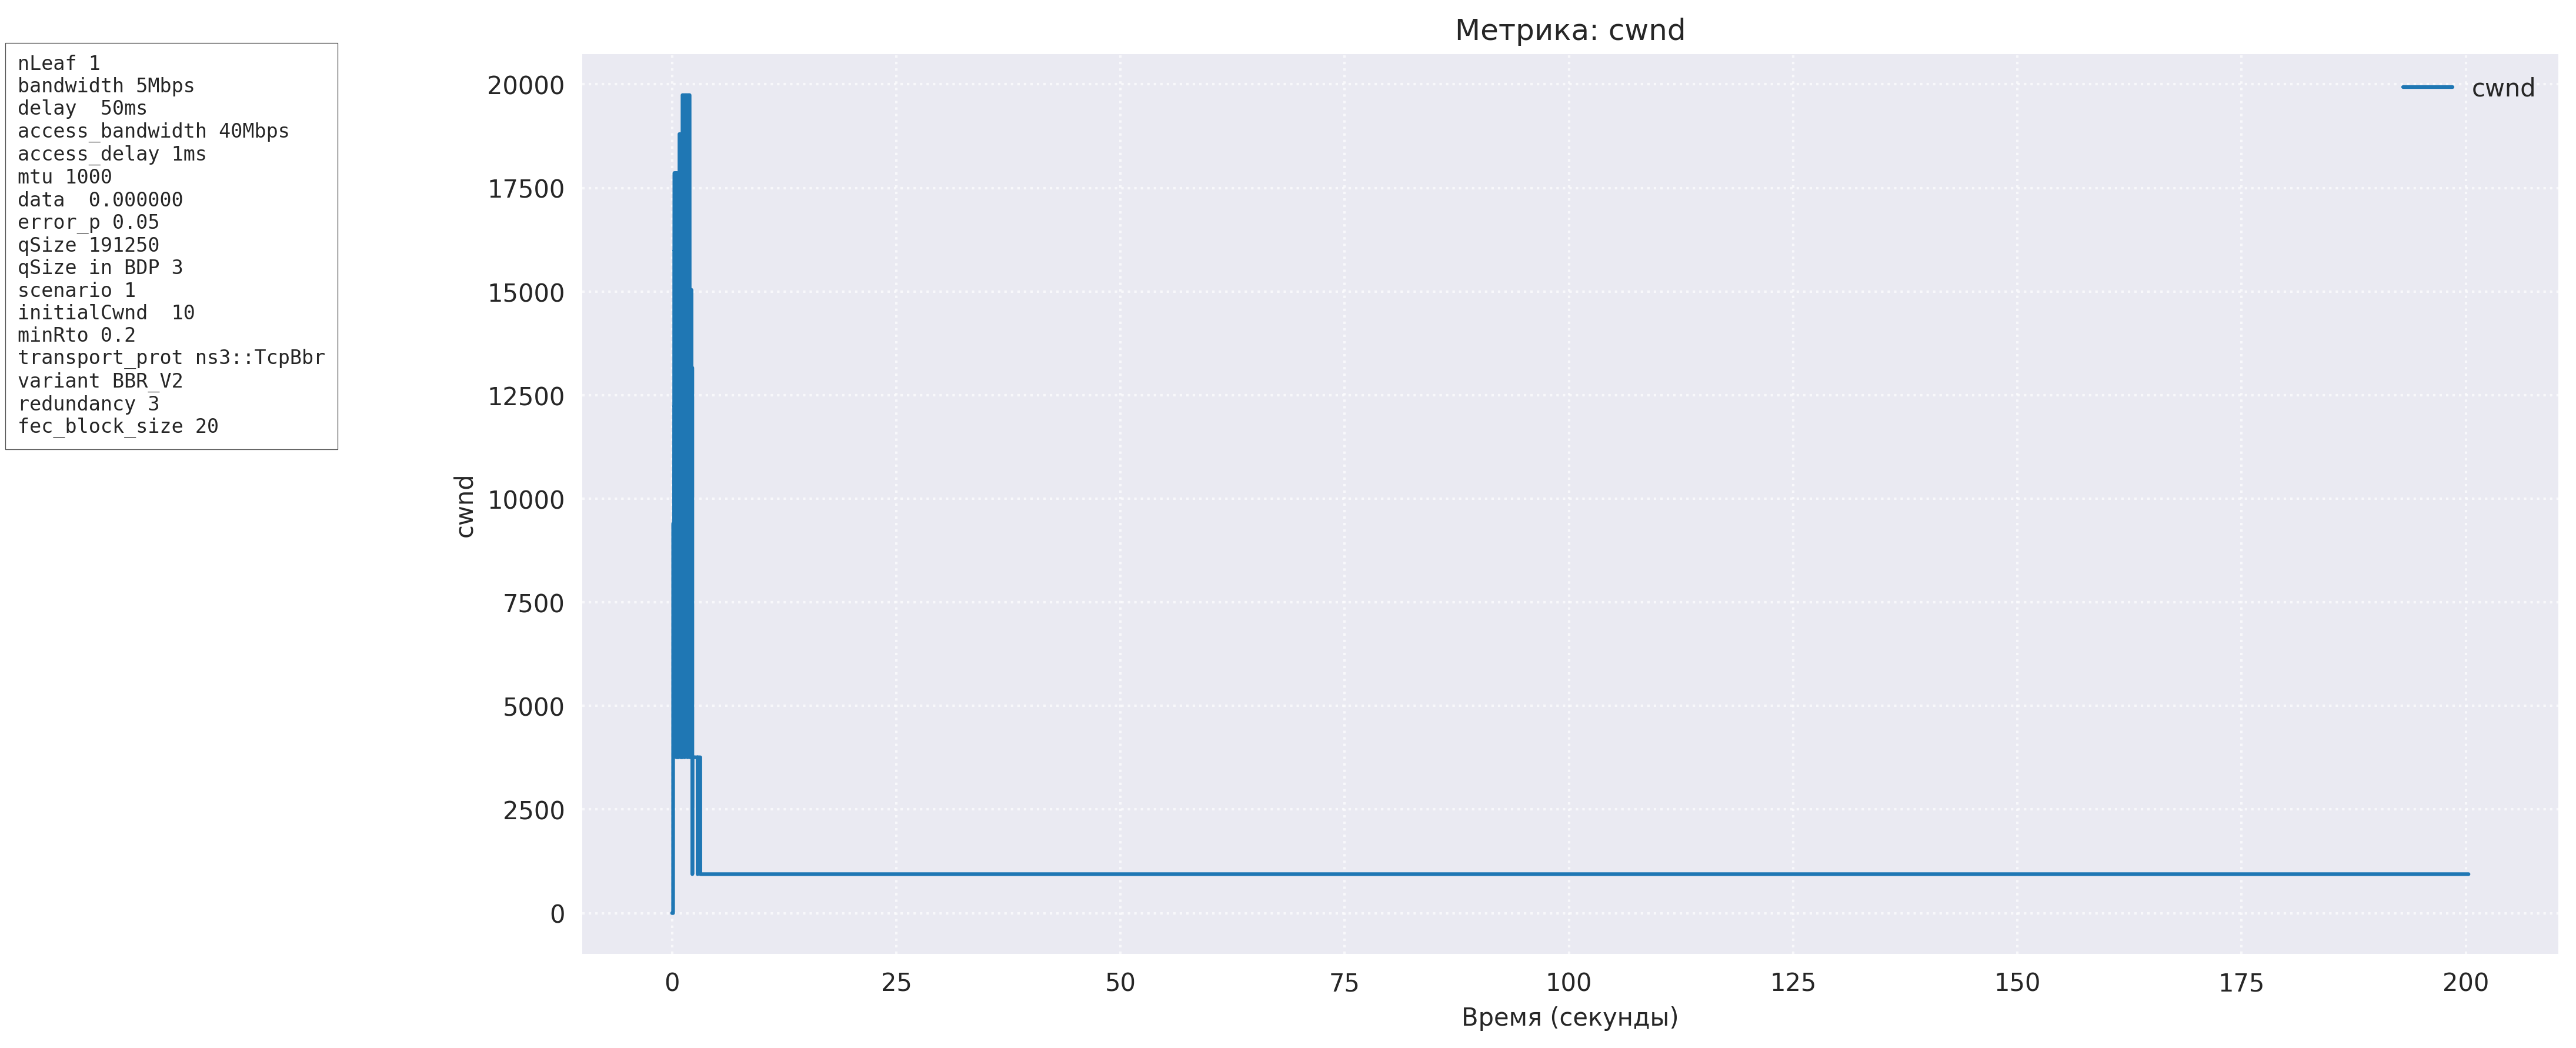 Метрика: cwnd
nLeaf 1
bandwidth 5Mbps
delay  50ms
access_bandwidth 40Mbps
access_delay 1ms
mtu 1000
data  0.000000
error_p 0.05
qSize 191250
qSize in BDP 3
scenario 1
initialCwnd  10
minRto 0.2
transport_prot ns3::TcpBbr
variant BBR_V2
redundancy 3
fec_block_size 20
cwnd
20000
17500
15000
12500
10000
7500
5000
2500
0
cwnd
0
25
50
75
100
125
150
175
200
Время (секунды)